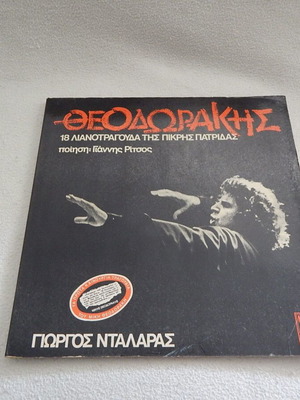 ΘΕΟΔΩΡΑΚΗΣ
18 ΛΙΑΝΟΤΡΑΓΟΥΔΑ ΤΗΣ ΠΙΚΡΗΣ ΠΑΤΡΙΔΑΣ
ποίηση: Γιάννης Ρίτσος
ΓΙΩΡΓΟΣ ΝΤΑΛΑΡΑΣ